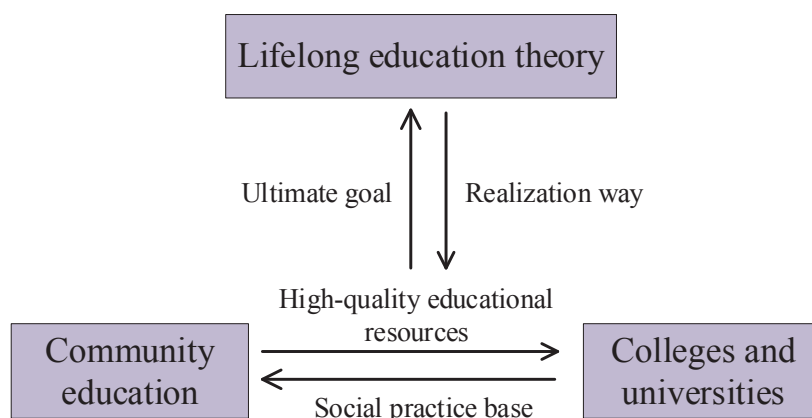 Lifelong education theory
Ultimate goal
Realization way
High-quality educational
resources
Community
education
Colleges and
universities
Social practice base